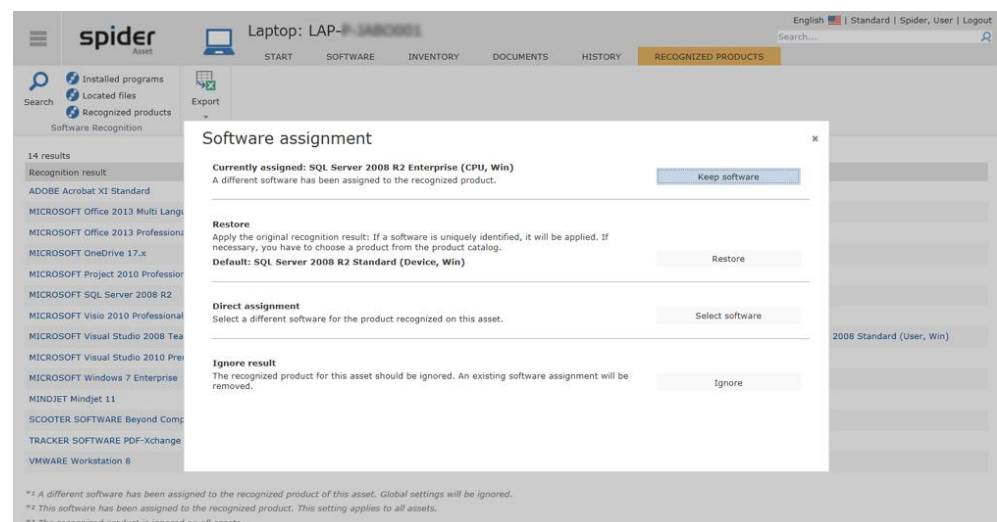 English | Standard | Spider, User | Logout
spider
Asset
Laptop: LAP-
Search...
START SOFTWARE INVENTORY DOCUMENTS HISTORY RECOGNIZED PRODUCTS
Search
Installed programs
Located files
Recognized products
Export
Software Recognition
14 results
Recognition result
ADOBE Acrobat XI Standard
MICROSOFT Office 2013 Multi Langu
MICROSOFT Office 2013 Professiona
MICROSOFT OneDrive 17.x
MICROSOFT Project 2010 Profession
MICROSOFT SQL Server 2008 R2
MICROSOFT Visio 2010 Professional
MICROSOFT Visual Studio 2008 Tea
2008 Standard (User, Win)
MICROSOFT Visual Studio 2010 Pre
MICROSOFT Windows 7 Enterprise
MINDJET Mindjet 11
SCOOTER SOFTWARE Beyond Comp
TRACKER SOFTWARE PDF-Xchange
VMWARE Workstation 8
Software assignment
Currently assigned: SQL Server 2008 R2 Enterprise (CPU, Win)
A different software has been assigned to the recognized product.
Keep software
Restore
Apply the original recognition result: If a software is uniquely identified, it will be applied. If
necessary, you have to choose a product from the product catalog.
Default: SQL Server 2008 R2 Standard (Device, Win)
Restore
Direct assignment
Select a different software for the product recognized on this asset.
Select software
Ignore result
The recognized product for this asset should be ignored. An existing software assignment will be
removed.
Ignore
*¹ A different software has been assigned to the recognized product of this asset. Global settings will be ignored.
*² This software has been assigned to the recognized product. This setting applies to all assets.